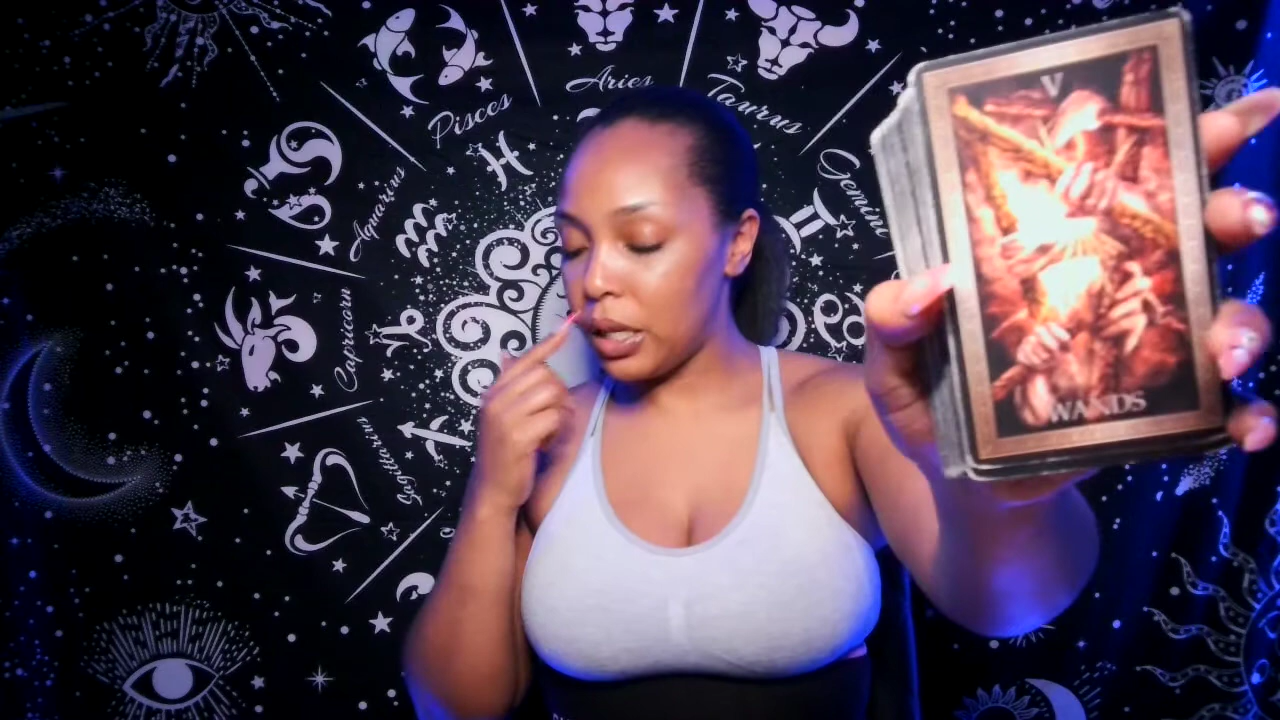 Aries
Pisces
Taurus
Gemini
Aquarius
Capricorn
Sagittarius
V
WANDS